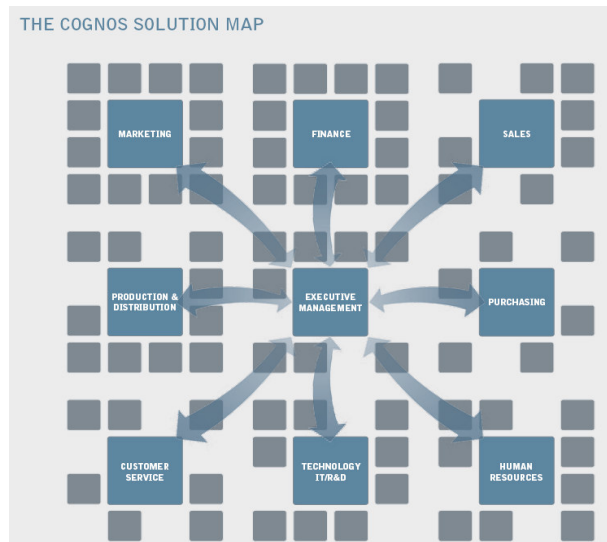 THE COGNOS SOLUTION MAP
MARKETING
FINANCE
SALES
PRODUCTION &
DISTRIBUTION
EXECUTIVE
MANAGEMENT
PURCHASING
CUSTOMER
SERVICE
TECHNOLOGY
IT/R&D
HUMAN
RESOURCES